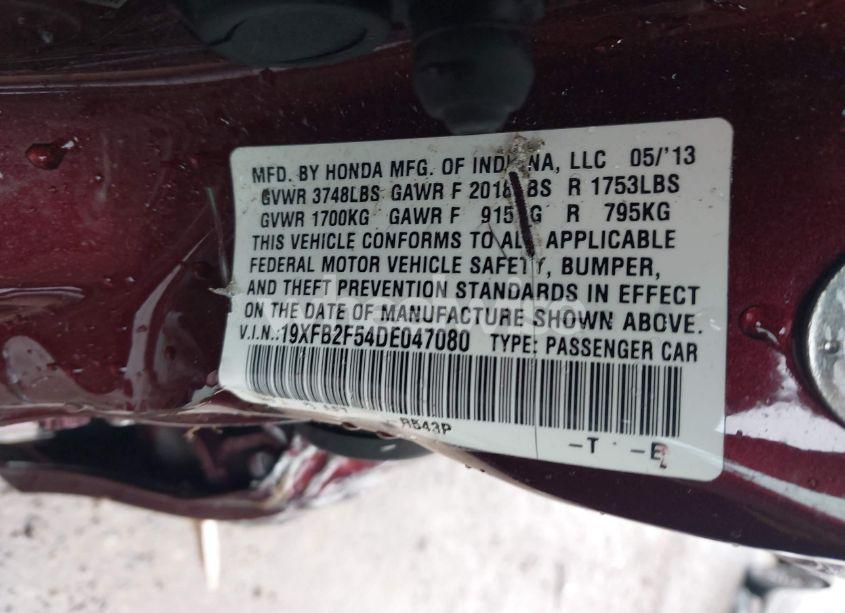 MFD. BY HONDA MFG. OF INDIANA, LLC 05/'13
GVWR 3748LBS GAWR F 2018LBS R 1753LBS
GVWR 1700KG GAWR F 915KG R 795KG
THIS VEHICLE CONFORMS TO ALL APPLICABLE
FEDERAL MOTOR VEHICLE SAFETY, BUMPER,
AND THEFT PREVENTION STANDARDS IN EFFECT
ON THE DATE OF MANUFACTURE SHOWN ABOVE.
V.I.N.:19XFB2F54DE047080 TYPE: PASSENGER CAR
R543P
-T -E